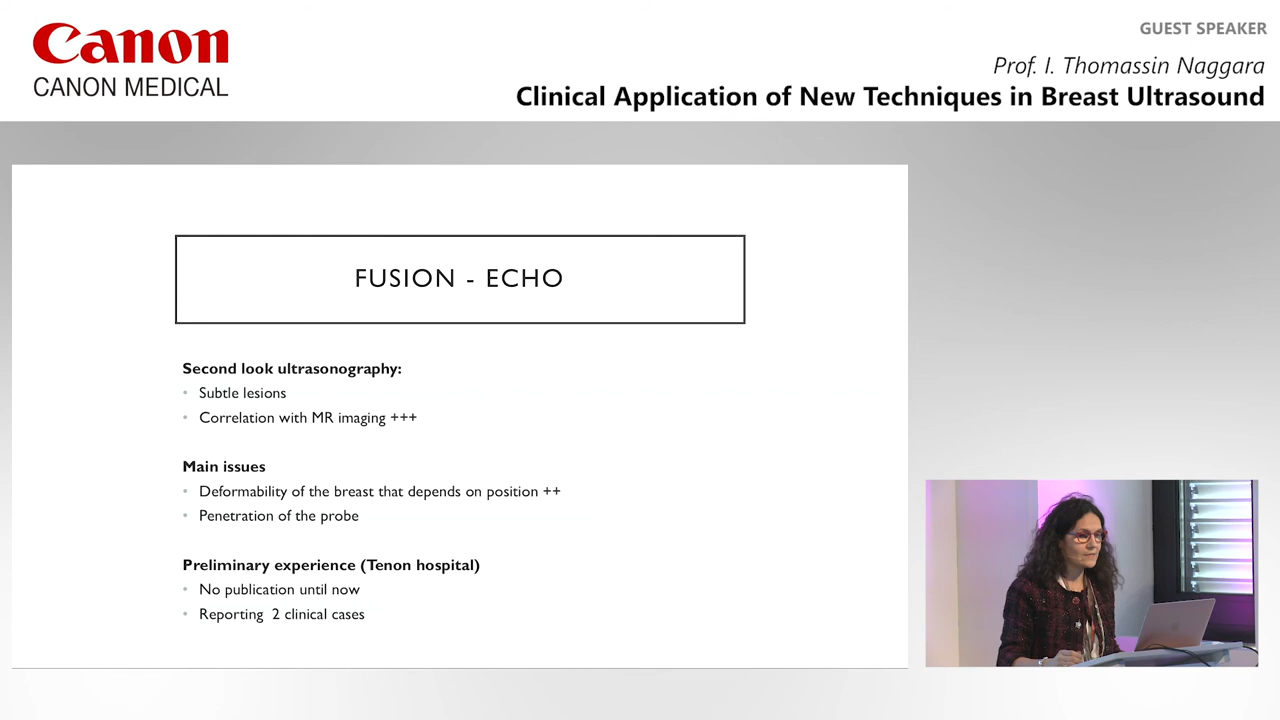 Canon
CANON MEDICAL
GUEST SPEAKER
Prof. I. Thomassin Naggara
Clinical Application of New Techniques in Breast Ultrasound
FUSION - ECHO
Second look ultrasonography:
• Subtle lesions
• Correlation with MR imaging +++
Main issues
• Deformability of the breast that depends on position ++
• Penetration of the probe
Preliminary experience (Tenon hospital)
• No publication until now
• Reporting 2 clinical cases